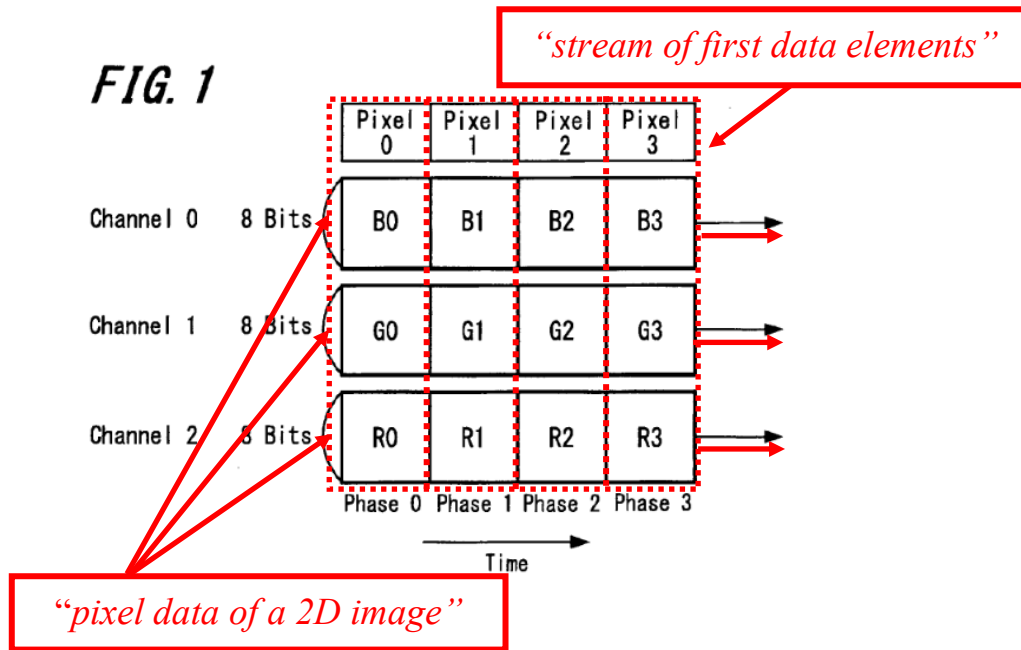 “stream of first data elements”
FIG. 1
Pixel 0 Pixel 1 Pixel 2 Pixel 3
Channel 0 8 Bits B0 B1 B2 B3
Channel 1 8 Bits G0 G1 G2 G3
Channel 2 8 Bits R0 R1 R2 R3
Phase 0 Phase 1 Phase 2 Phase 3
Time
“pixel data of a 2D image”